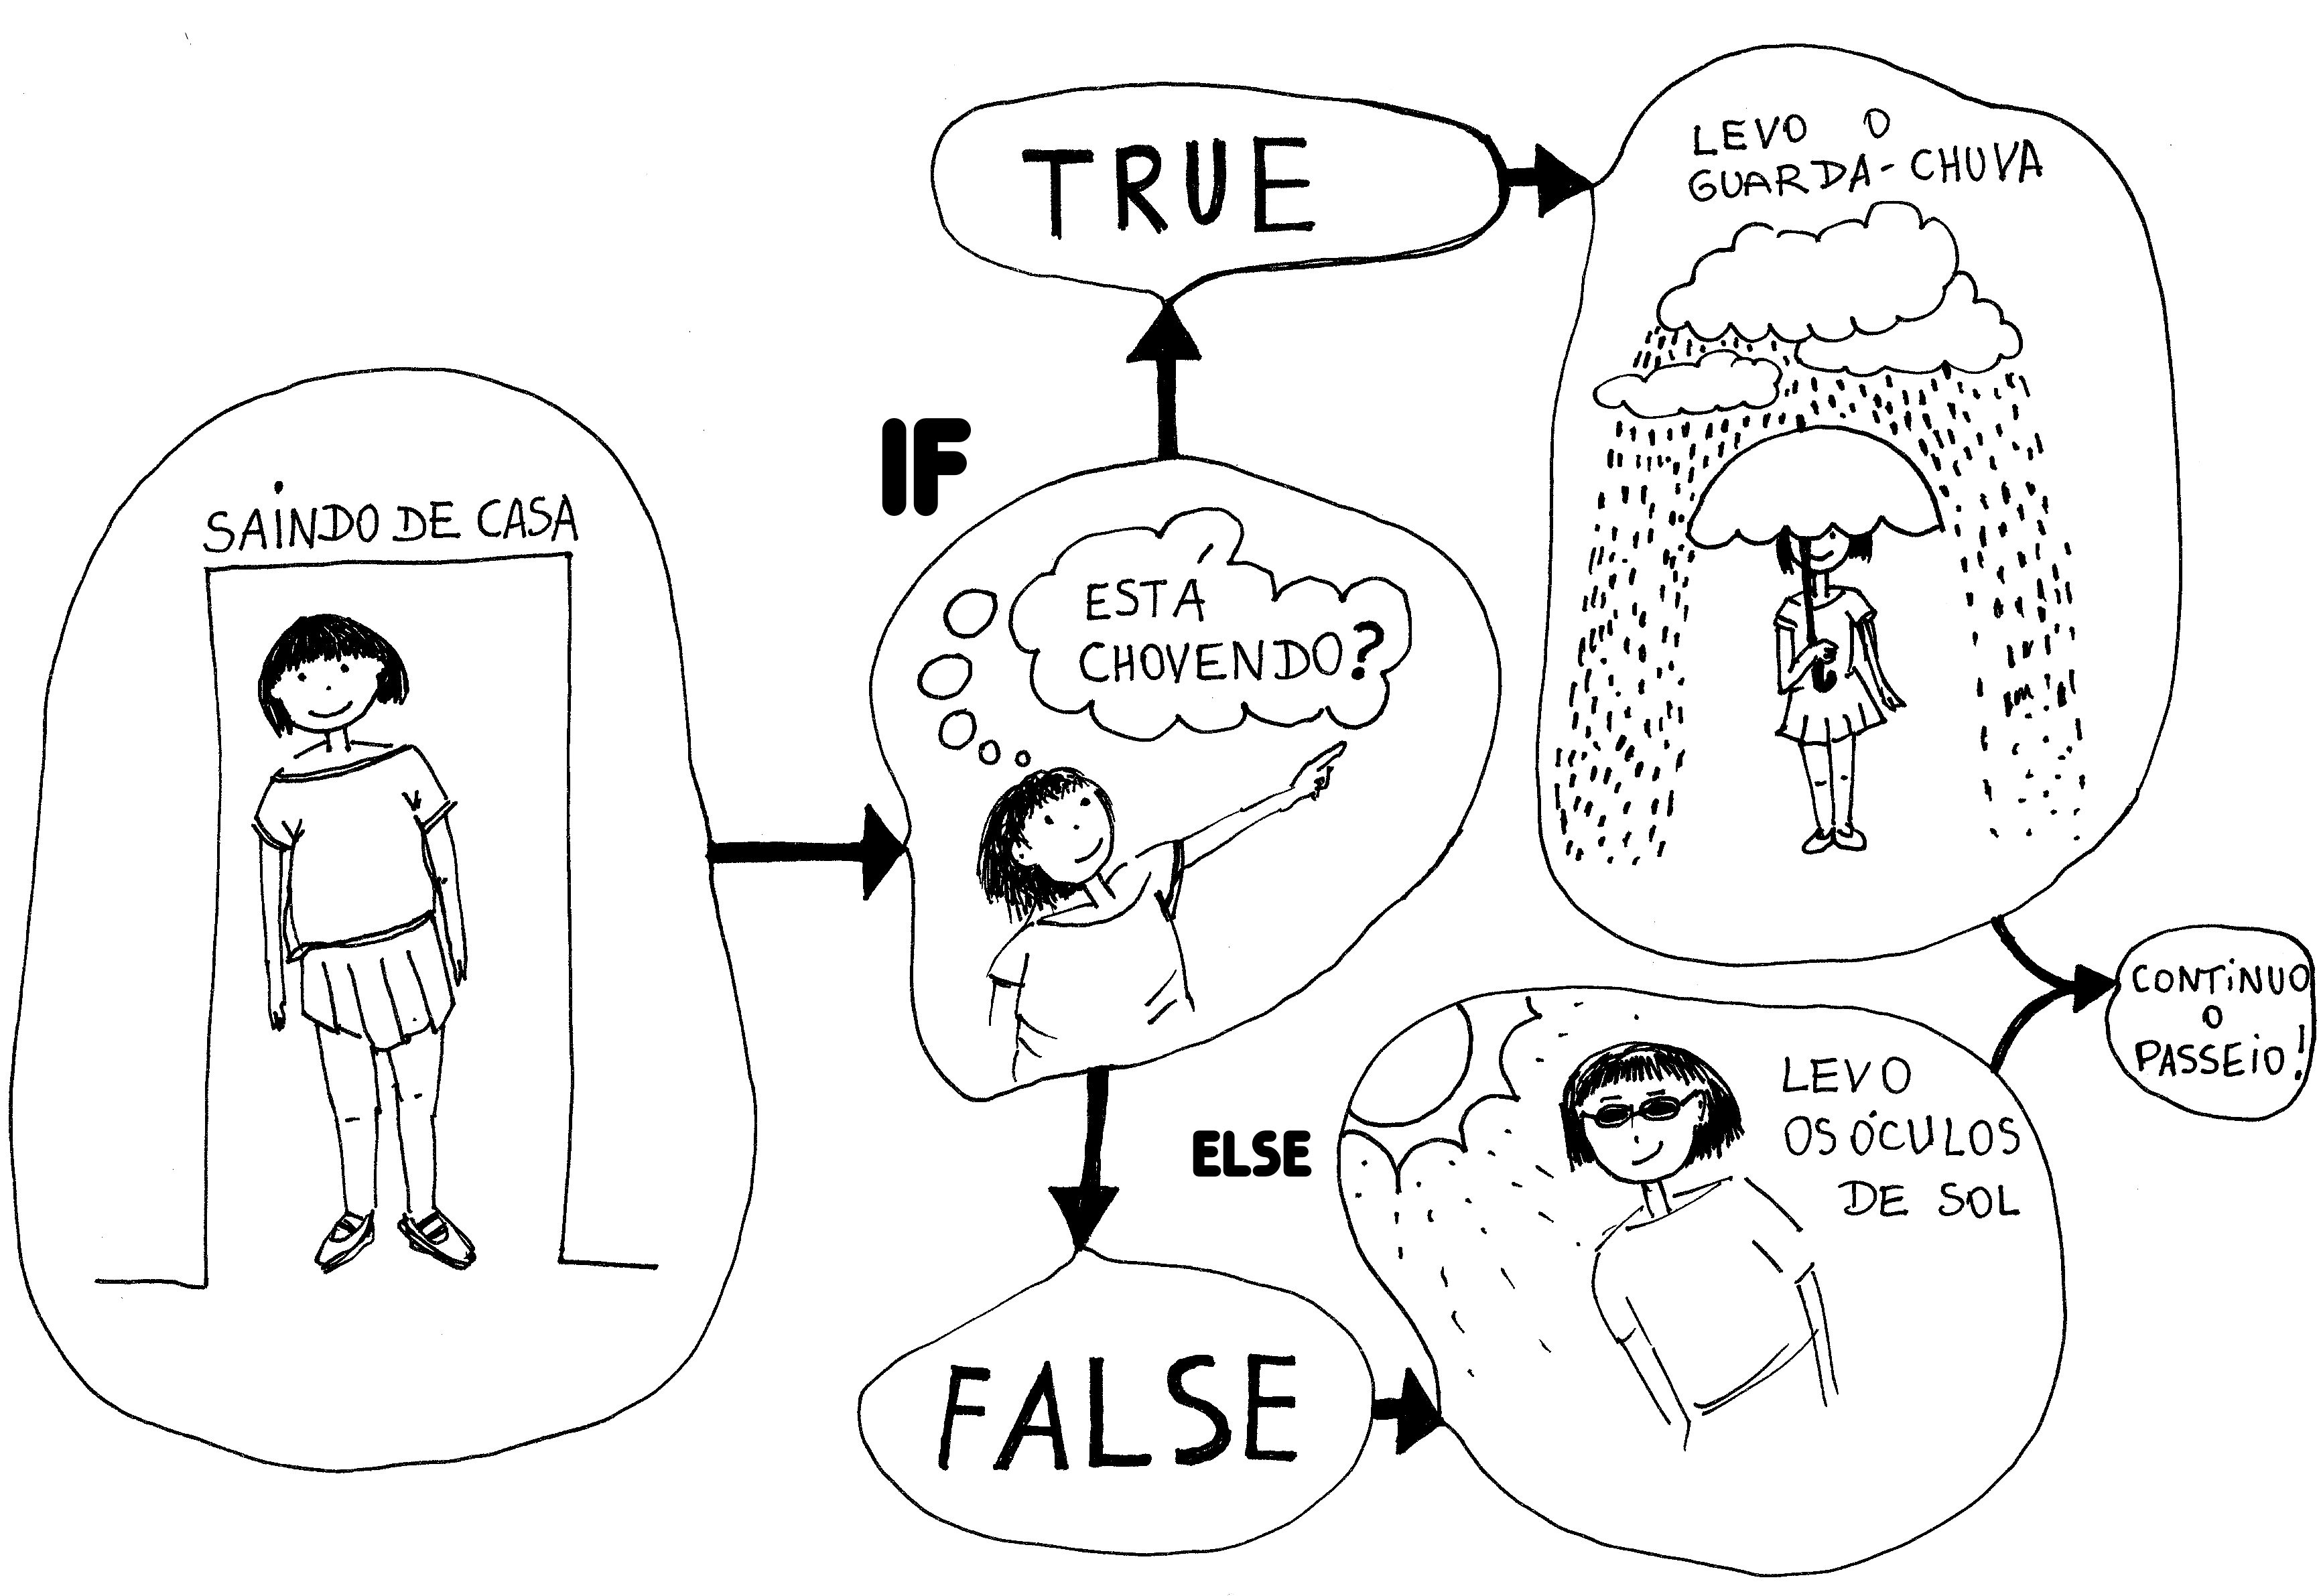 SAINDO DE CASA
IF
ESTÁ
CHOVENDO?
TRUE
LEVO O
GUARDA-CHUVA
ELSE
FALSE
LEVO
OS ÓCULOS
DE SOL
CONTINUO
O
PASSEIO!